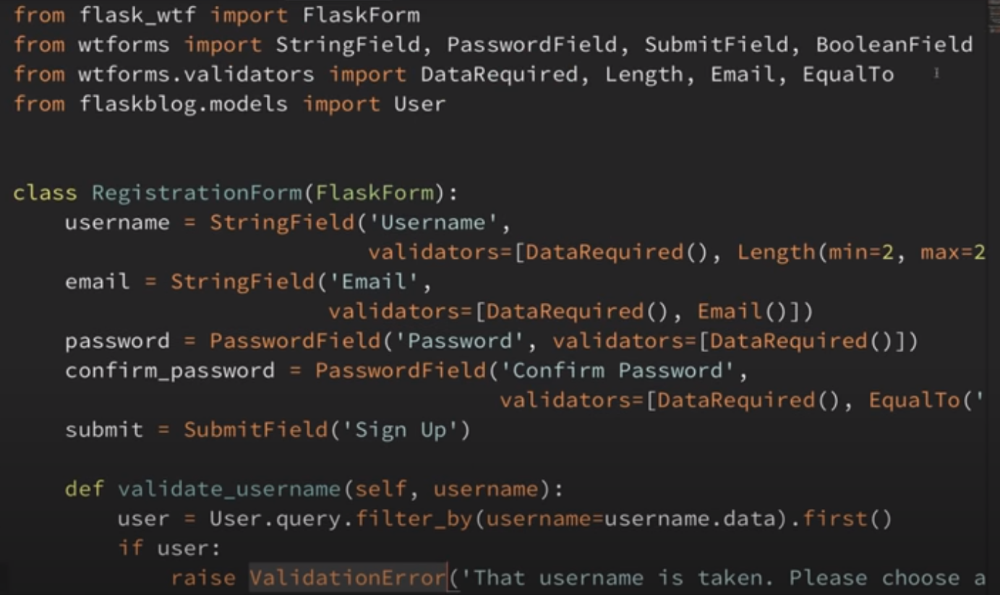 from flask_wtf import FlaskForm
from wtforms import StringField, PasswordField, SubmitField, BooleanField
from wtforms.validators import DataRequired, Length, Email, EqualTo
from flaskblog.models import User
class RegistrationForm(FlaskForm):
    username = StringField('Username',
                           validators=[DataRequired(), Length(min=2, max=2
    email = StringField('Email',
                        validators=[DataRequired(), Email()])
    password = PasswordField('Password', validators=[DataRequired()])
    confirm_password = PasswordField('Confirm Password',
                                     validators=[DataRequired(), EqualTo('
    submit = SubmitField('Sign Up')
    def validate_username(self, username):
        user = User.query.filter_by(username=username.data).first()
        if user:
            raise ValidationError('That username is taken. Please choose a